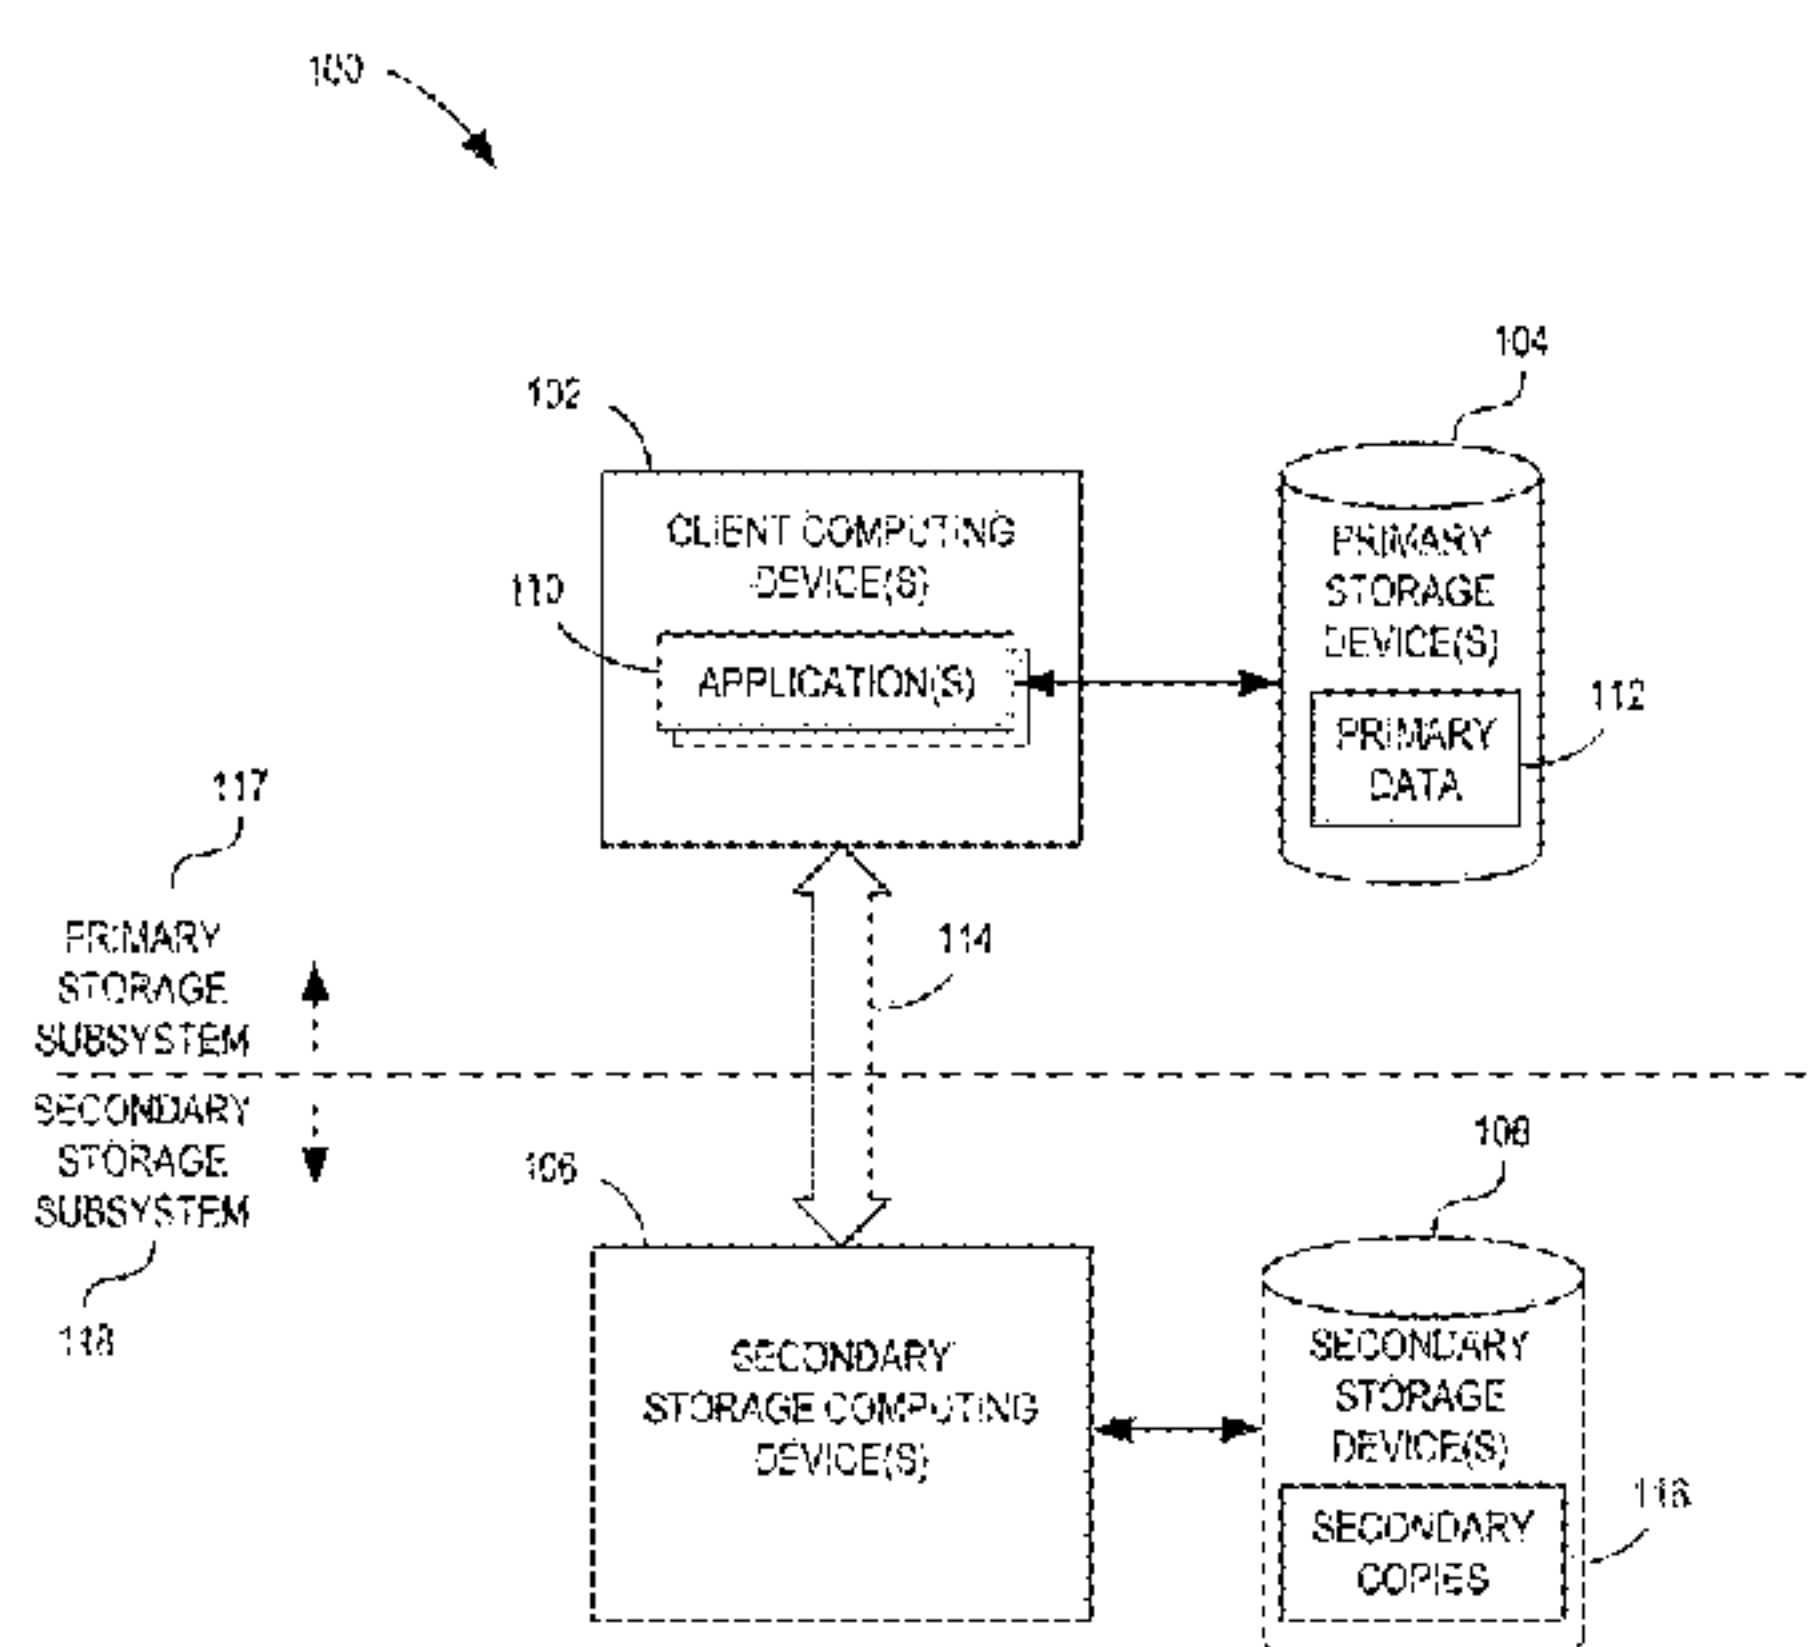 100
104
102
CLIENT COMPUTING
DEVICE(S)
110
APPLICATION(S)
PRIMARY
STORAGE
DEVICE(S)
112
PRIMARY
DATA
117
PRIMARY
STORAGE
SUBSYSTEM
114
SECONDARY
STORAGE
SUBSYSTEM
118
106
108
SECONDARY
STORAGE COMPUTING
DEVICE(S)
SECONDARY
STORAGE
DEVICE(S)
116
SECONDARY
COPIES